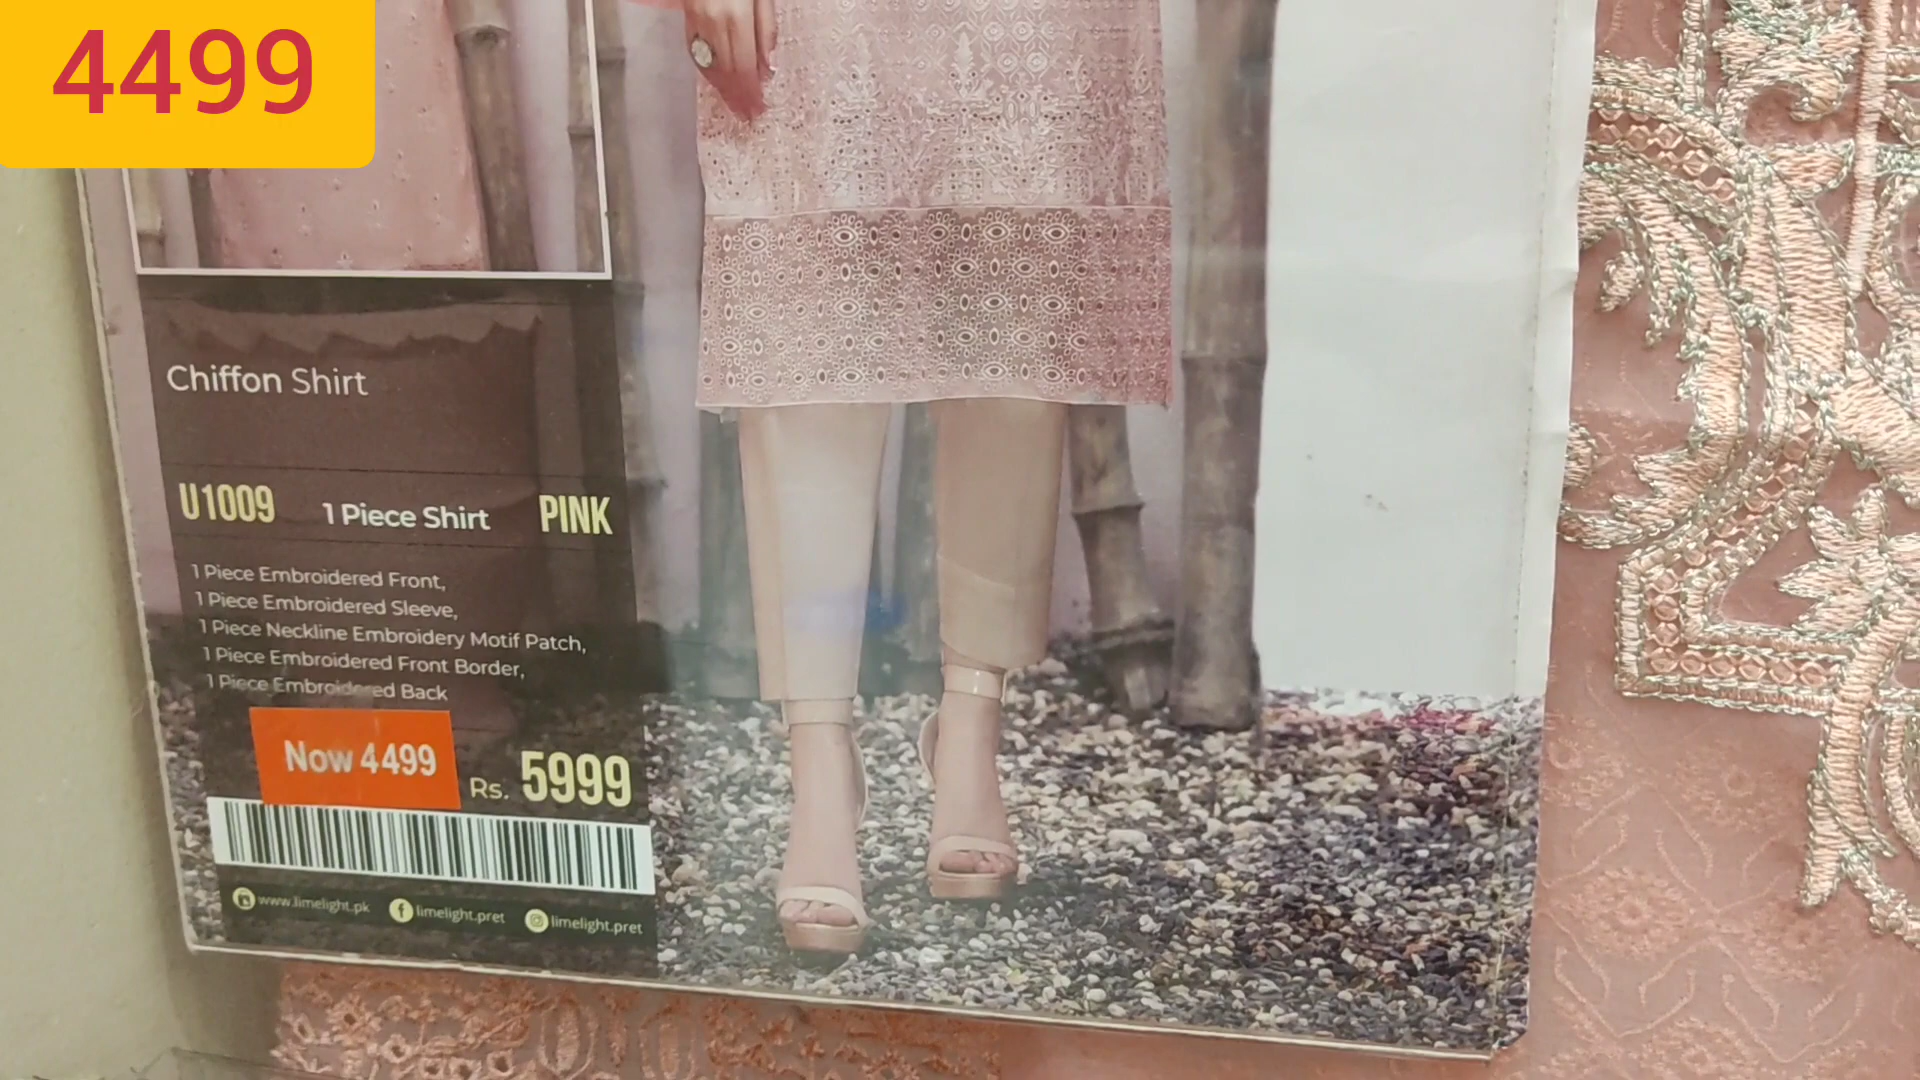 4499
Chiffon Shirt
U1009 1 Piece Shirt PINK
1 Piece Embroidered Front,
1 Piece Embroidered Sleeve,
1 Piece Neckline Embroidery Motif Patch,
1 Piece Embroidered Front Border,
1 Piece Embroidered Back
Now 4499
Rs. 5999
www.limelight.pk limelight.pret limelight.pret